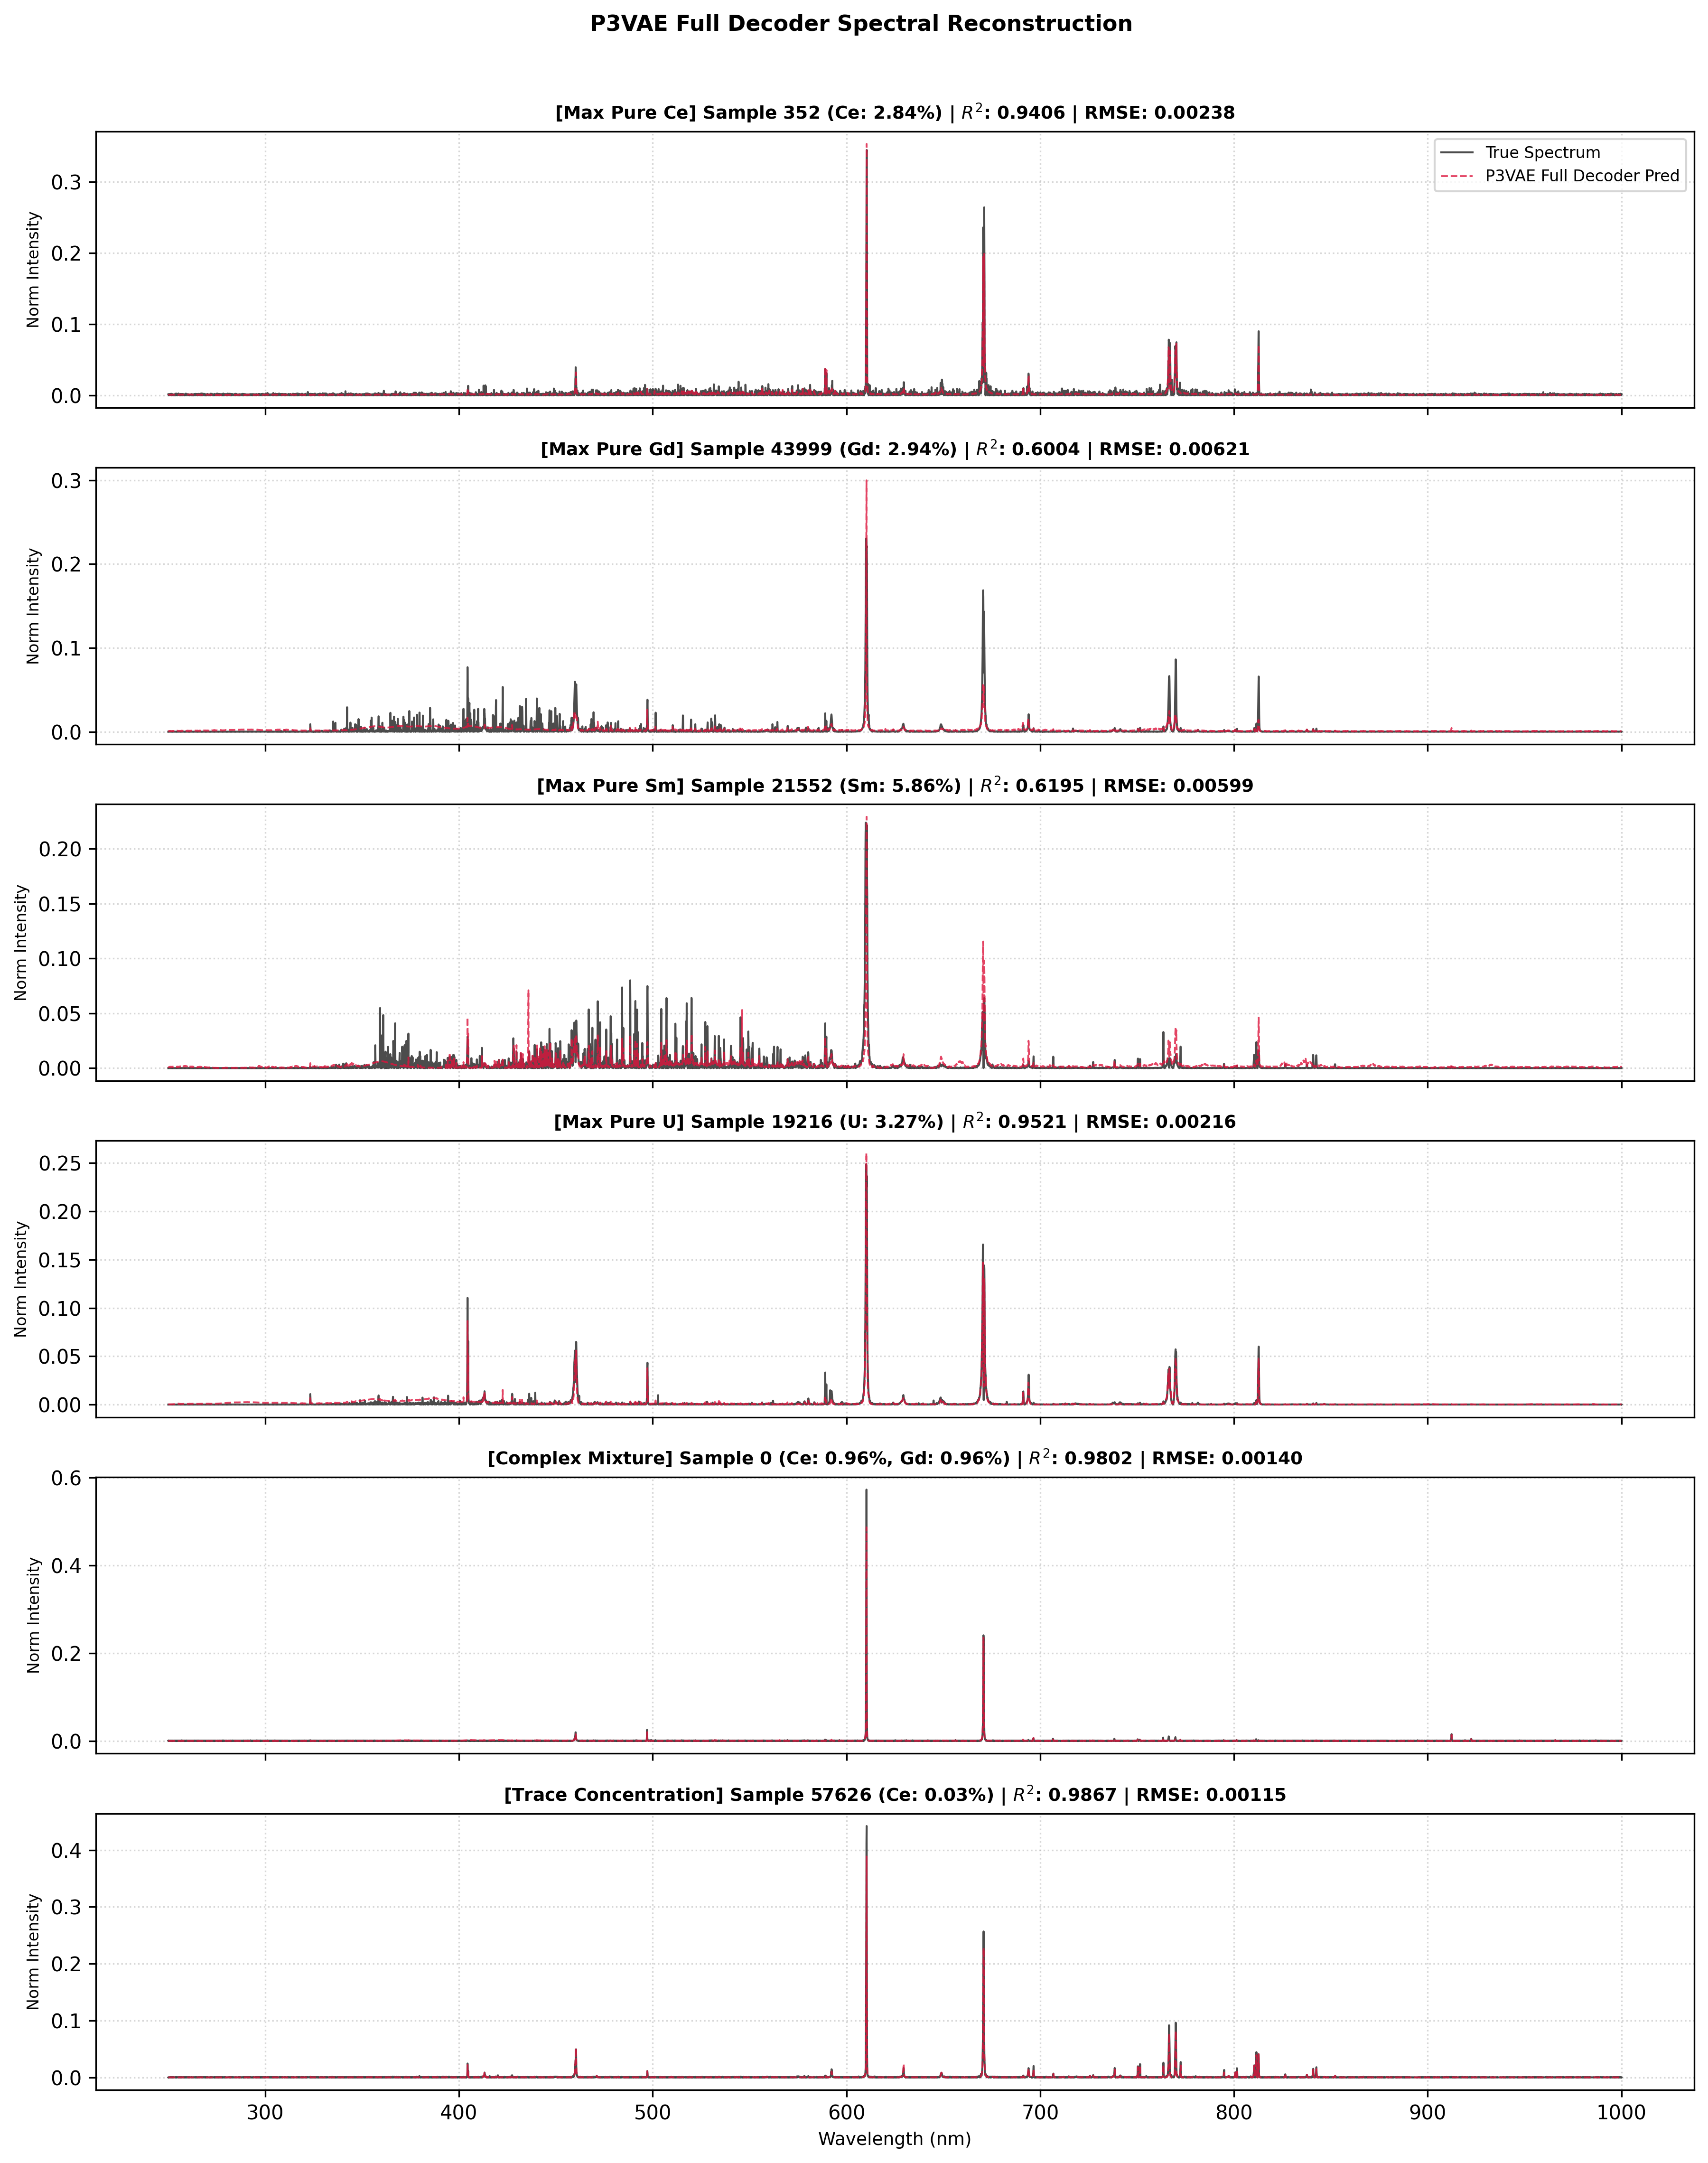 P3VAE Full Decoder Spectral Reconstruction
[Max Pure Ce] Sample 352 (Ce: 2.84%) | R²: 0.9406 | RMSE: 0.00238
Norm Intensity
0.3
0.2
0.1
0.0
True Spectrum
P3VAE Full Decoder Pred
[Max Pure Gd] Sample 43999 (Gd: 2.94%) | R²: 0.6004 | RMSE: 0.00621
Norm Intensity
0.3
0.2
0.1
0.0
[Max Pure Sm] Sample 21552 (Sm: 5.86%) | R²: 0.6195 | RMSE: 0.00599
Norm Intensity
0.20
0.15
0.10
0.05
0.00
[Max Pure U] Sample 19216 (U: 3.27%) | R²: 0.9521 | RMSE: 0.00216
Norm Intensity
0.25
0.20
0.15
0.10
0.05
0.00
[Complex Mixture] Sample 0 (Ce: 0.96%, Gd: 0.96%) | R²: 0.9802 | RMSE: 0.00140
Norm Intensity
0.6
0.4
0.2
0.0
[Trace Concentration] Sample 57626 (Ce: 0.03%) | R²: 0.9867 | RMSE: 0.00115
Norm Intensity
0.4
0.3
0.2
0.1
0.0
300 400 500 600 700 800 900 1000
Wavelength (nm)